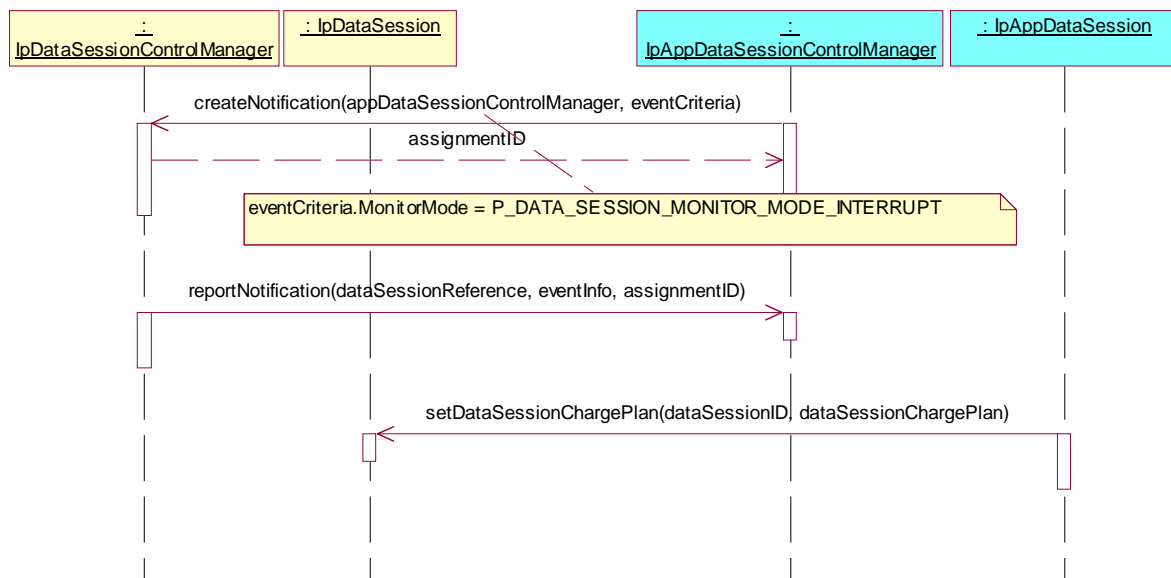 :
IpDataSessionControlManager
: IpDataSession
:
IpAppDataSessionControlManager
: IpAppDataSession
createNotification(appDataSessionControlManager, eventCriteria)
assignmentID
eventCriteria.MonitorMode = P_DATA_SESSION_MONITOR_MODE_INTERRUPT
reportNotification(dataSessionReference, eventInfo, assignmentID)
setDataSessionChargePlan(dataSessionID, dataSessionChargePlan)